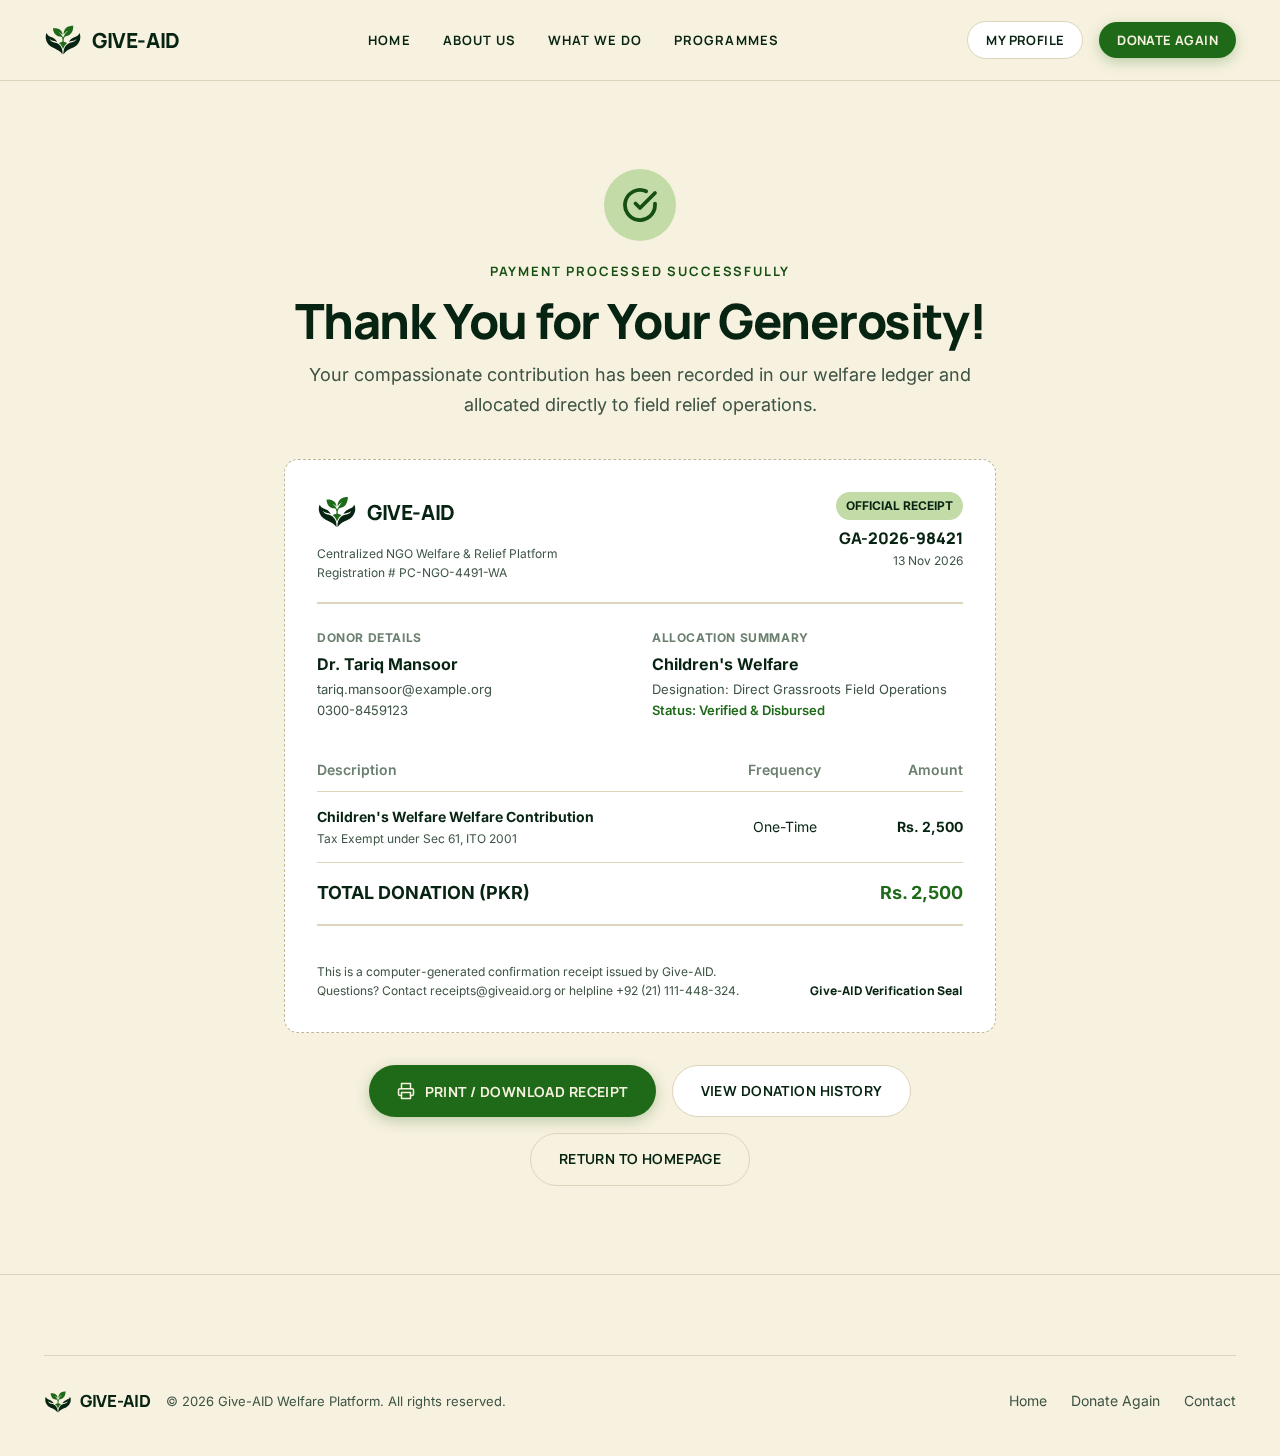 GIVE-AID
HOME ABOUT US WHAT WE DO PROGRAMMES
MY PROFILE DONATE AGAIN
PAYMENT PROCESSED SUCCESSFULLY
Thank You for Your Generosity!
Your compassionate contribution has been recorded in our welfare ledger and
allocated directly to field relief operations.
GIVE-AID
Centralized NGO Welfare & Relief Platform
Registration # PC-NGO-4491-WA
OFFICIAL RECEIPT
GA-2026-98421
13 Nov 2026
DONOR DETAILS
Dr. Tariq Mansoor
tariq.mansoor@example.org
0300-8459123
ALLOCATION SUMMARY
Children's Welfare
Designation: Direct Grassroots Field Operations
Status: Verified & Disbursed
Description Frequency Amount
Children's Welfare Welfare Contribution
Tax Exempt under Sec 61, ITO 2001
One-Time Rs. 2,500
TOTAL DONATION (PKR) Rs. 2,500
This is a computer-generated confirmation receipt issued by Give-AID.
Questions? Contact receipts@giveaid.org or helpline +92 (21) 111-448-324.
Give-AID Verification Seal
PRINT / DOWNLOAD RECEIPT VIEW DONATION HISTORY
RETURN TO HOMEPAGE
GIVE-AID © 2026 Give-AID Welfare Platform. All rights reserved.
Home Donate Again Contact